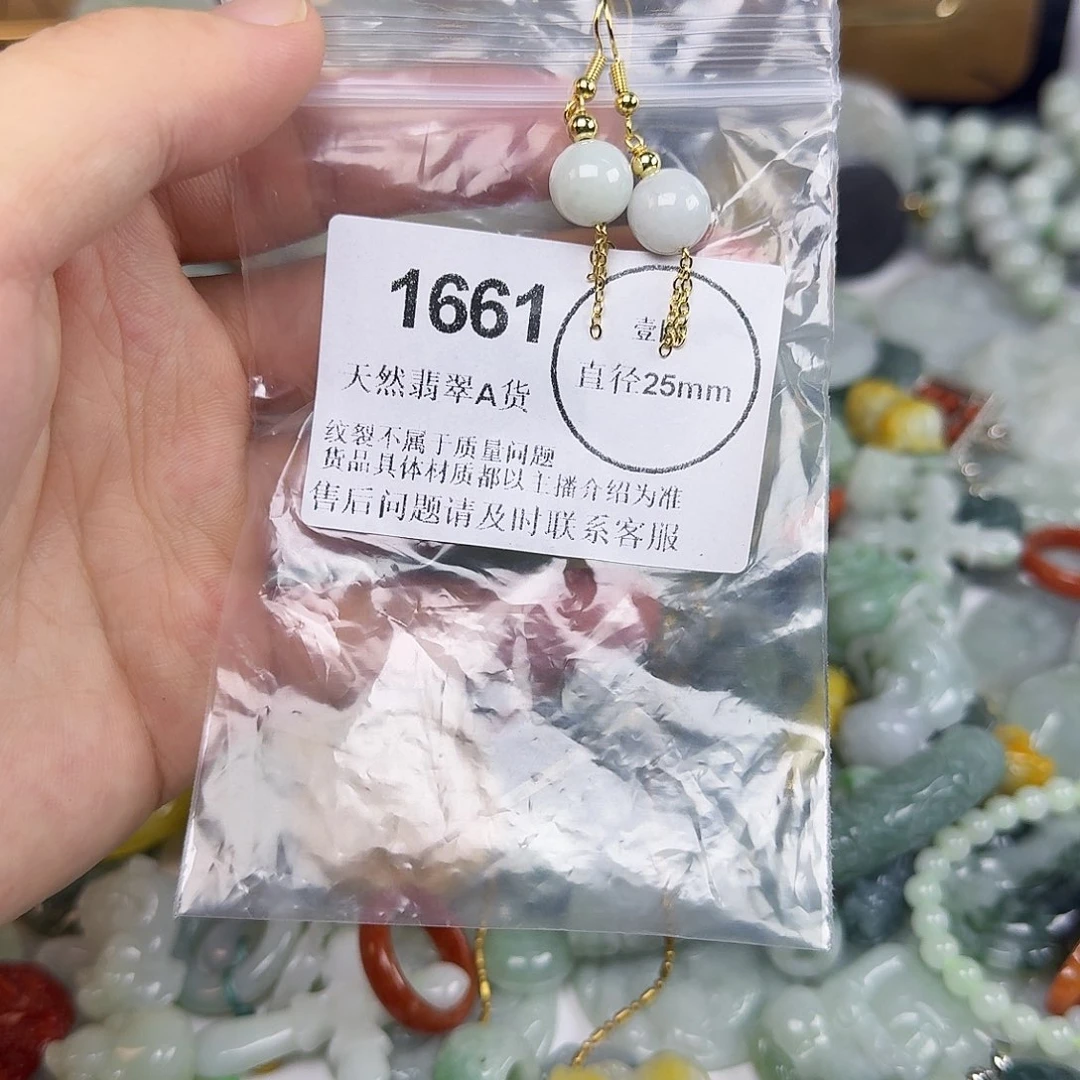 1661
壹
直径25mm
天然翡翠A货
纹裂不属于质量问题
货品具体材质都以主播介绍为准
售后问题请及时联系客服